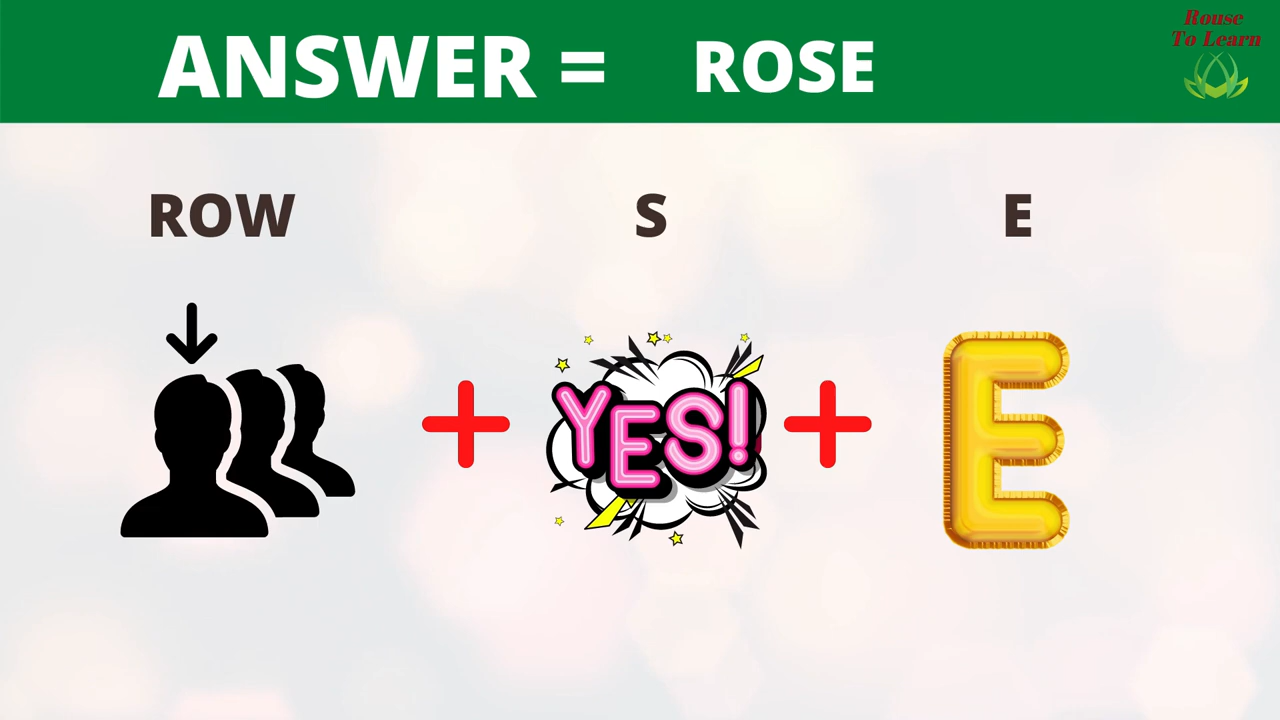 ANSWER = ROSE
Rouse
To Learn
ROW S E
YES! E